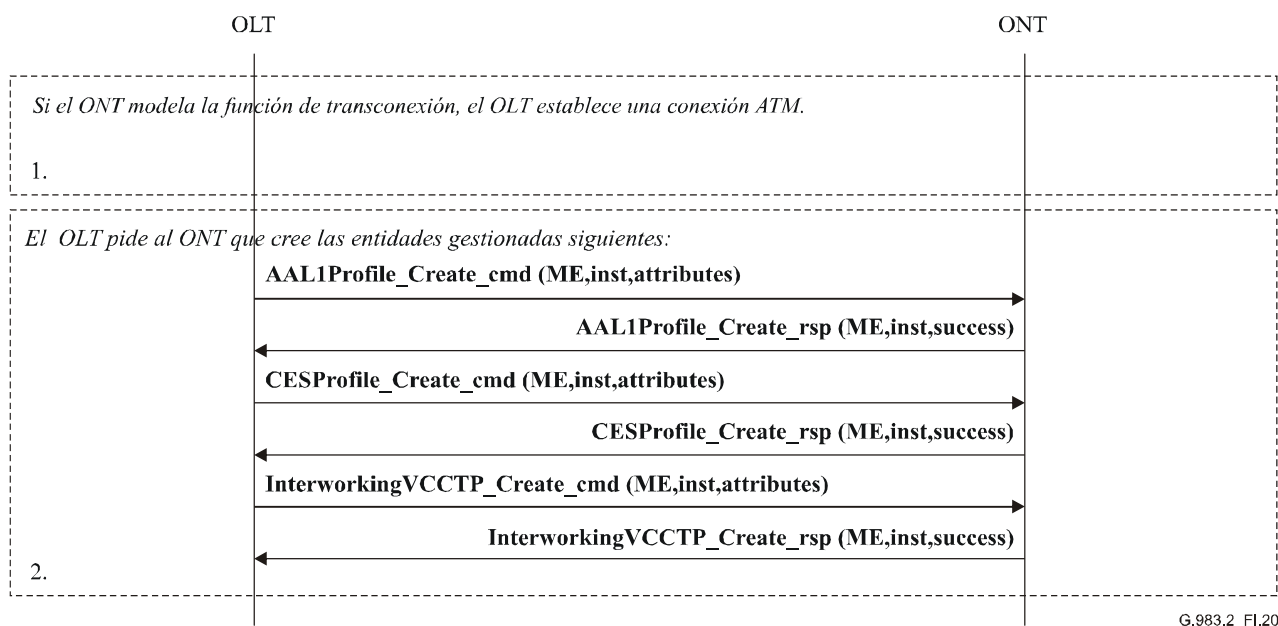 OLT
ONT
Si el ONT modela la función de transconexión, el OLT establece una conexión ATM.
1.
El OLT pide al ONT que cree las entidades gestionadas siguientes:
AAL1Profile_Create_cmd (ME,inst,attributes)
AAL1Profile_Create_rsp (ME,inst,success)
CESProfile_Create_cmd (ME,inst,attributes)
CESProfile_Create_rsp (ME,inst,success)
InterworkingVCCTP_Create_cmd (ME,inst,attributes)
InterworkingVCCTP_Create_rsp (ME,inst,success)
2.
G.983.2_FI.20